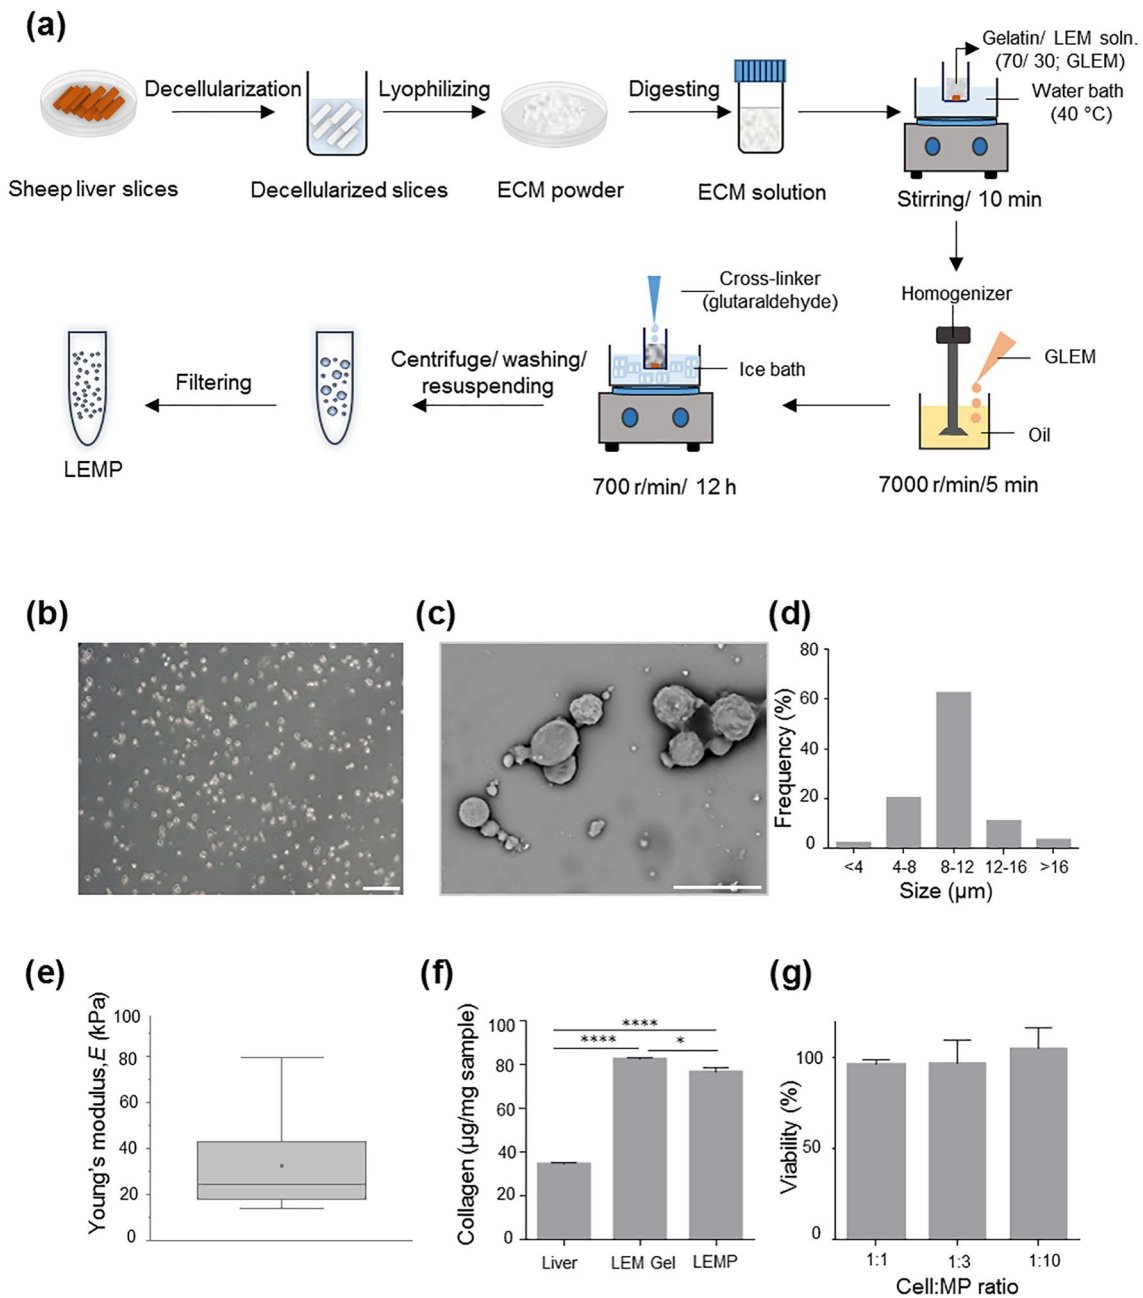 (a)
Sheep liver slices
Decellularization
Decellularized slices
Lyophilizing
ECM powder
Digesting
ECM solution
Gelatin/ LEM soln.
(70/ 30; GLEM)
Water bath
(40 °C)
Stirring/ 10 min
Homogenizer
GLEM
Oil
7000 r/min/5 min
Cross-linker
(glutaraldehyde)
Ice bath
700 r/min/ 12 h
Centrifuge/ washing/
resuspending
Filtering
LEMP
(b)
(c)
(d)
Frequency (%)
80
60
40
20
0
<4
4-8
8-12
12-16
>16
Size (µm)
(e)
Young's modulus, E (kPa)
100
80
60
40
20
0
(f)
Collagen (µg/mg sample)
100
80
60
40
20
0
****
****
*
Liver
LEM Gel
LEMP
(g)
Viability (%)
100
50
0
1:1
1:3
1:10
Cell:MP ratio